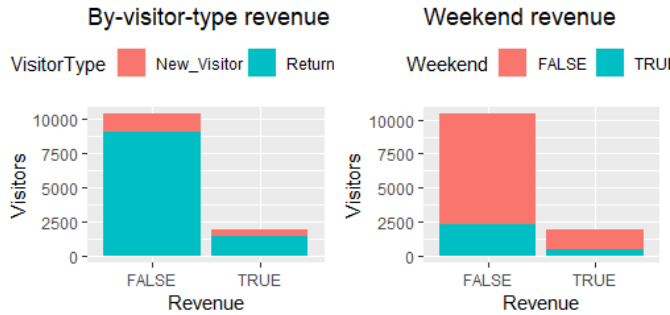 By-visitor-type revenue
VisitorType New_Visitor Return
Visitors
10000
7500
5000
2500
0
FALSE TRUE
Revenue
Weekend revenue
Weekend FALSE TRUE
Visitors
10000
7500
5000
2500
0
FALSE TRUE
Revenue